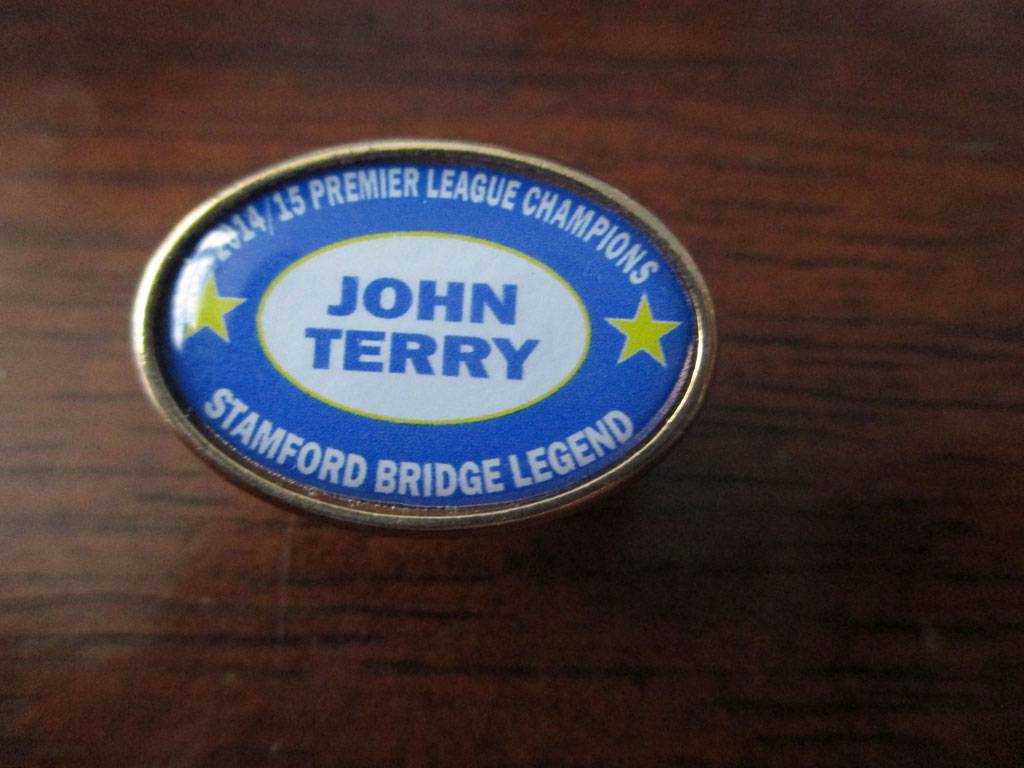 2014/15 PREMIER LEAGUE CHAMPIONS
JOHN
TERRY
STAMFORD BRIDGE LEGEND